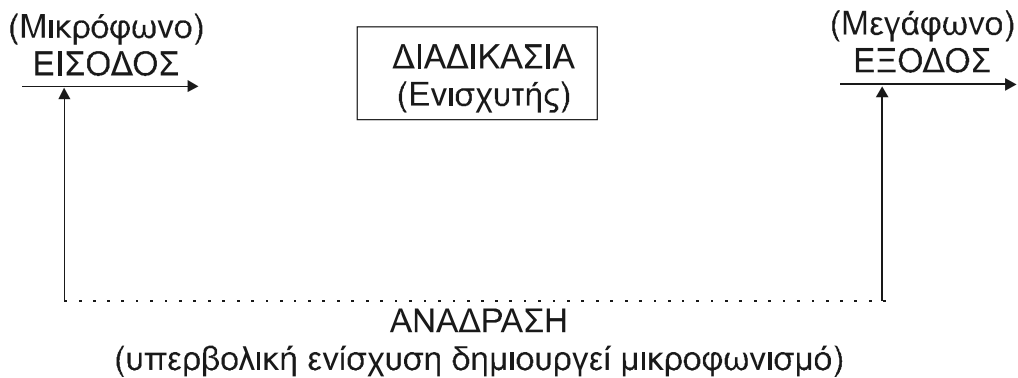 (Μικρόφωνο)
ΕΙΣΟΔΟΣ
ΔΙΑΔΙΚΑΣΙΑ
(Ενισχυτής)
(Μεγάφωνο)
ΕΞΟΔΟΣ
ΑΝΑΔΡΑΣΗ
(υπερβολική ενίσχυση δημιουργεί μικροφωνισμό)